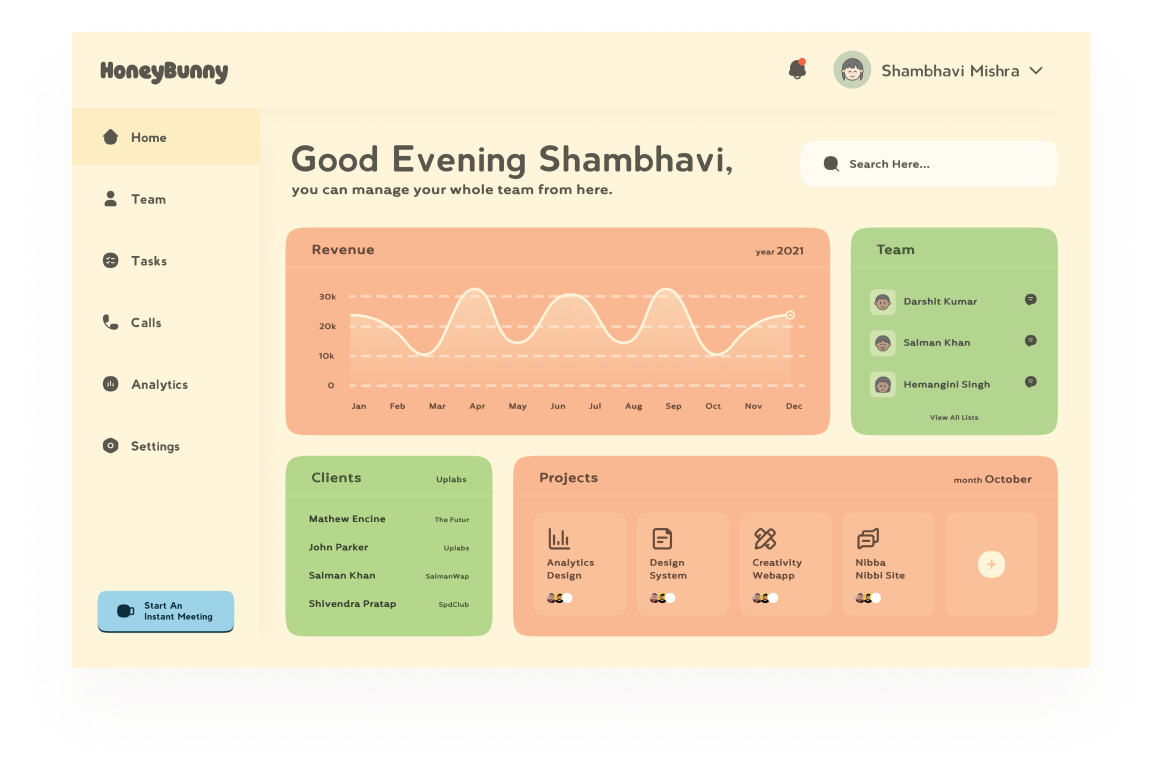 HoneyBunny
Shambhavi Mishra
Home
Team
Tasks
Calls
Analytics
Settings
Start An
Instant Meeting
Good Evening Shambhavi,
you can manage your whole team from here.
Search Here...
Revenue
year 2021
30k
20k
10k
0
Jan Feb Mar Apr May Jun Jul Aug Sep Oct Nov Dec
Team
Darshit Kumar
Salman Khan
Hemangini Singh
View All Lists
Clients
Uplabs
Mathew Encine The Futur
John Parker Uplabs
Salman Khan SalmanWap
Shivendra Pratap SpdClub
Projects
month October
Analytics
Design
Design
System
Creativity
Webapp
Nibba
Nibbi Site
+